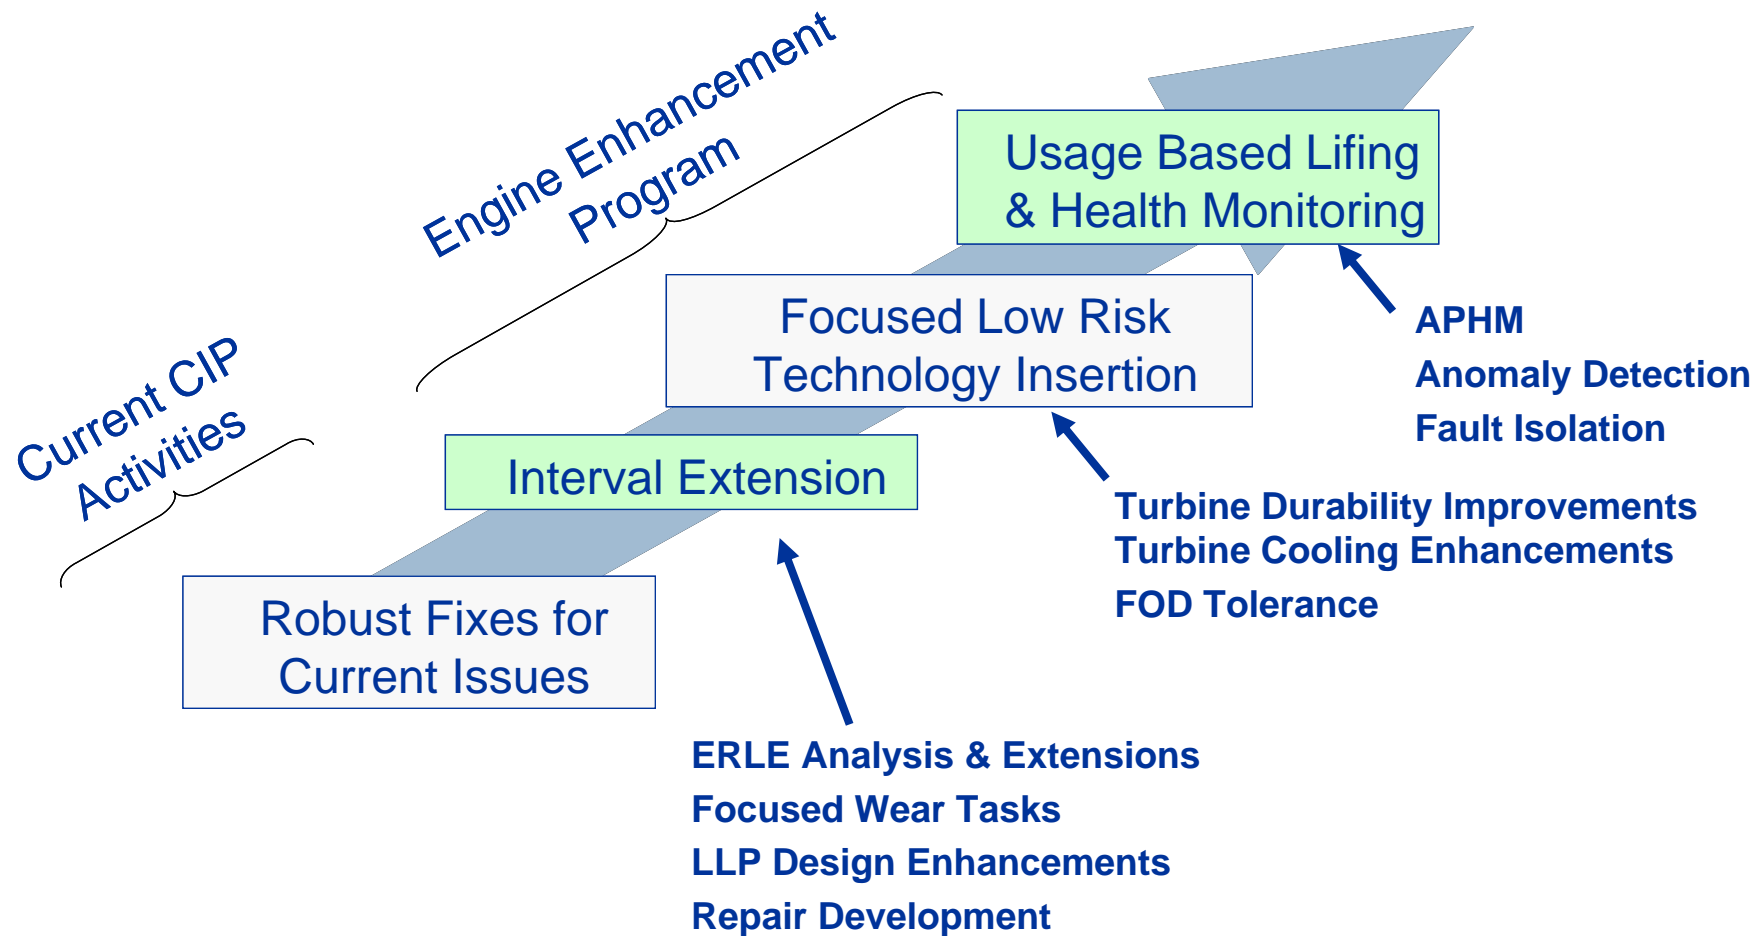 Engine Enhancement
Program
Usage Based Lifing
& Health Monitoring
Focused Low Risk
Technology Insertion
APHM
Anomaly Detection
Fault Isolation
Current CIP
Activities
Interval Extension
Turbine Durability Improvements
Turbine Cooling Enhancements
FOD Tolerance
Robust Fixes for
Current Issues
ERLE Analysis & Extensions
Focused Wear Tasks
LLP Design Enhancements
Repair Development